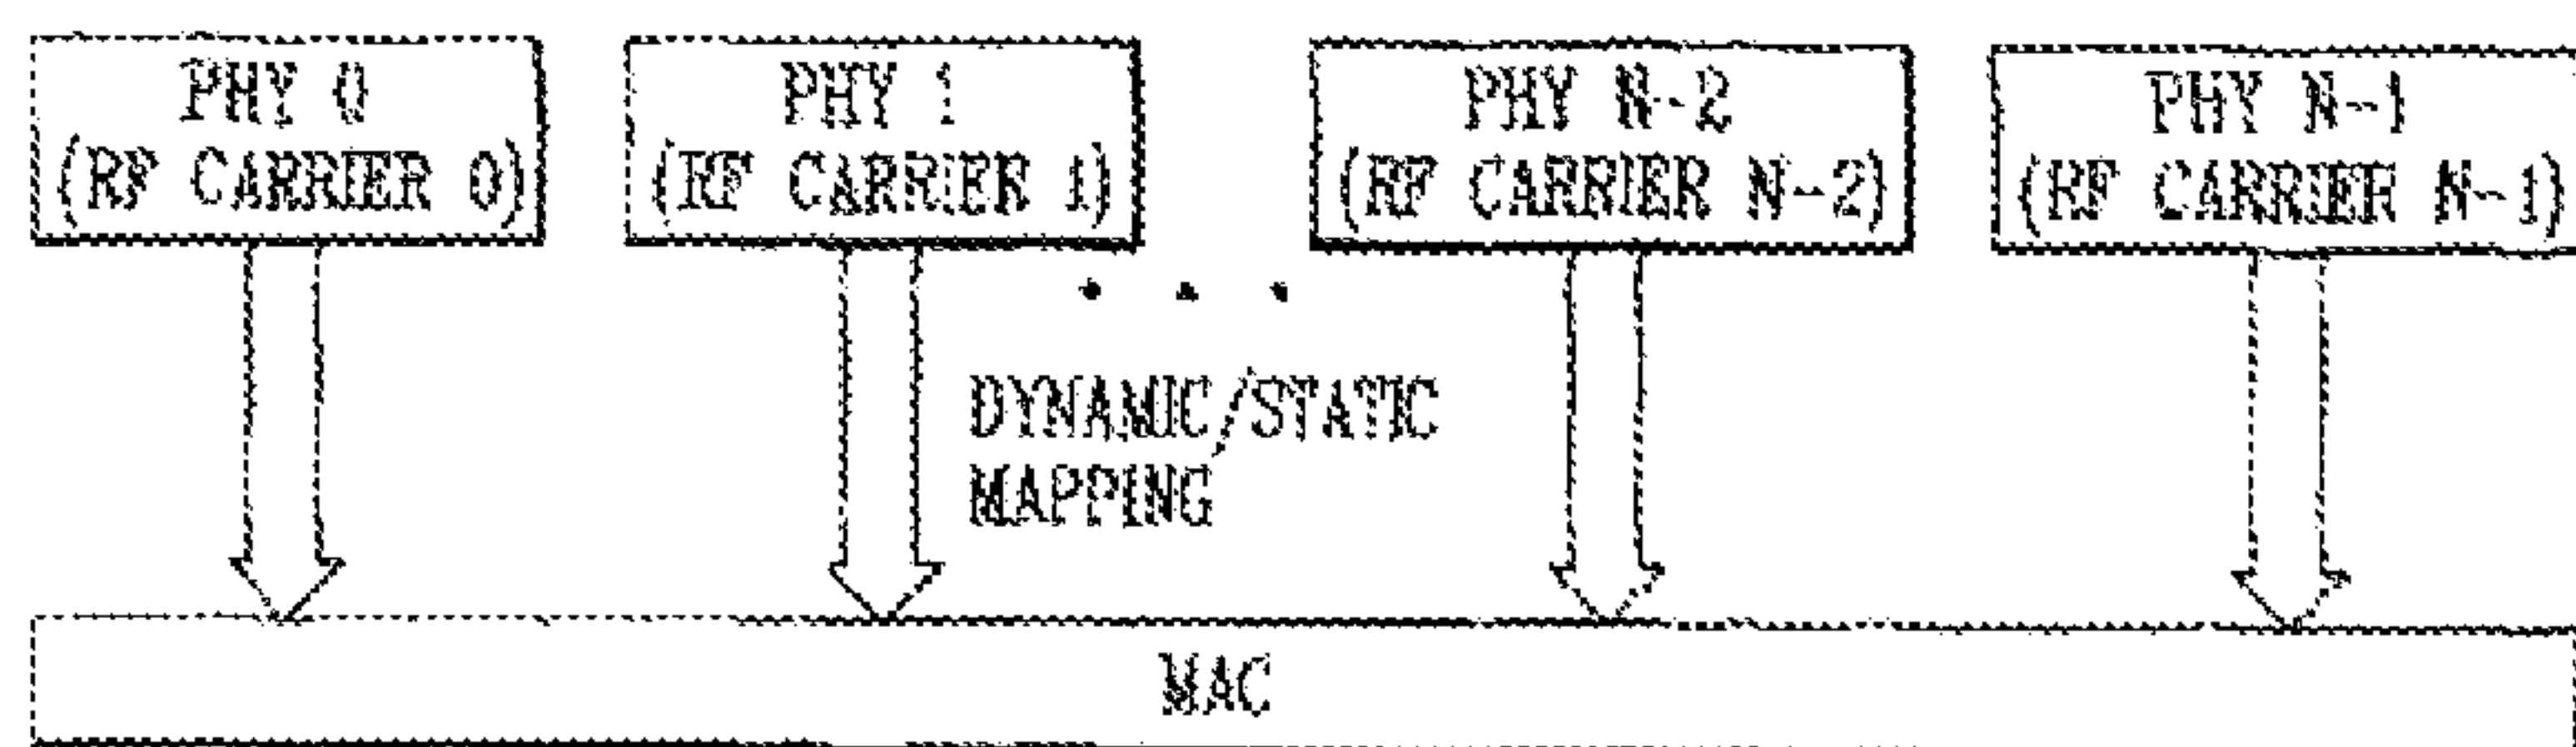 PHY 0
(RF CARRIER 0)
PHY 1
(RF CARRIER 1)
PHY N-2
(RF CARRIER N-2)
PHY N-1
(RF CARRIER N-1)
• • •
DYNAMIC/STATIC
MAPPING
MAC